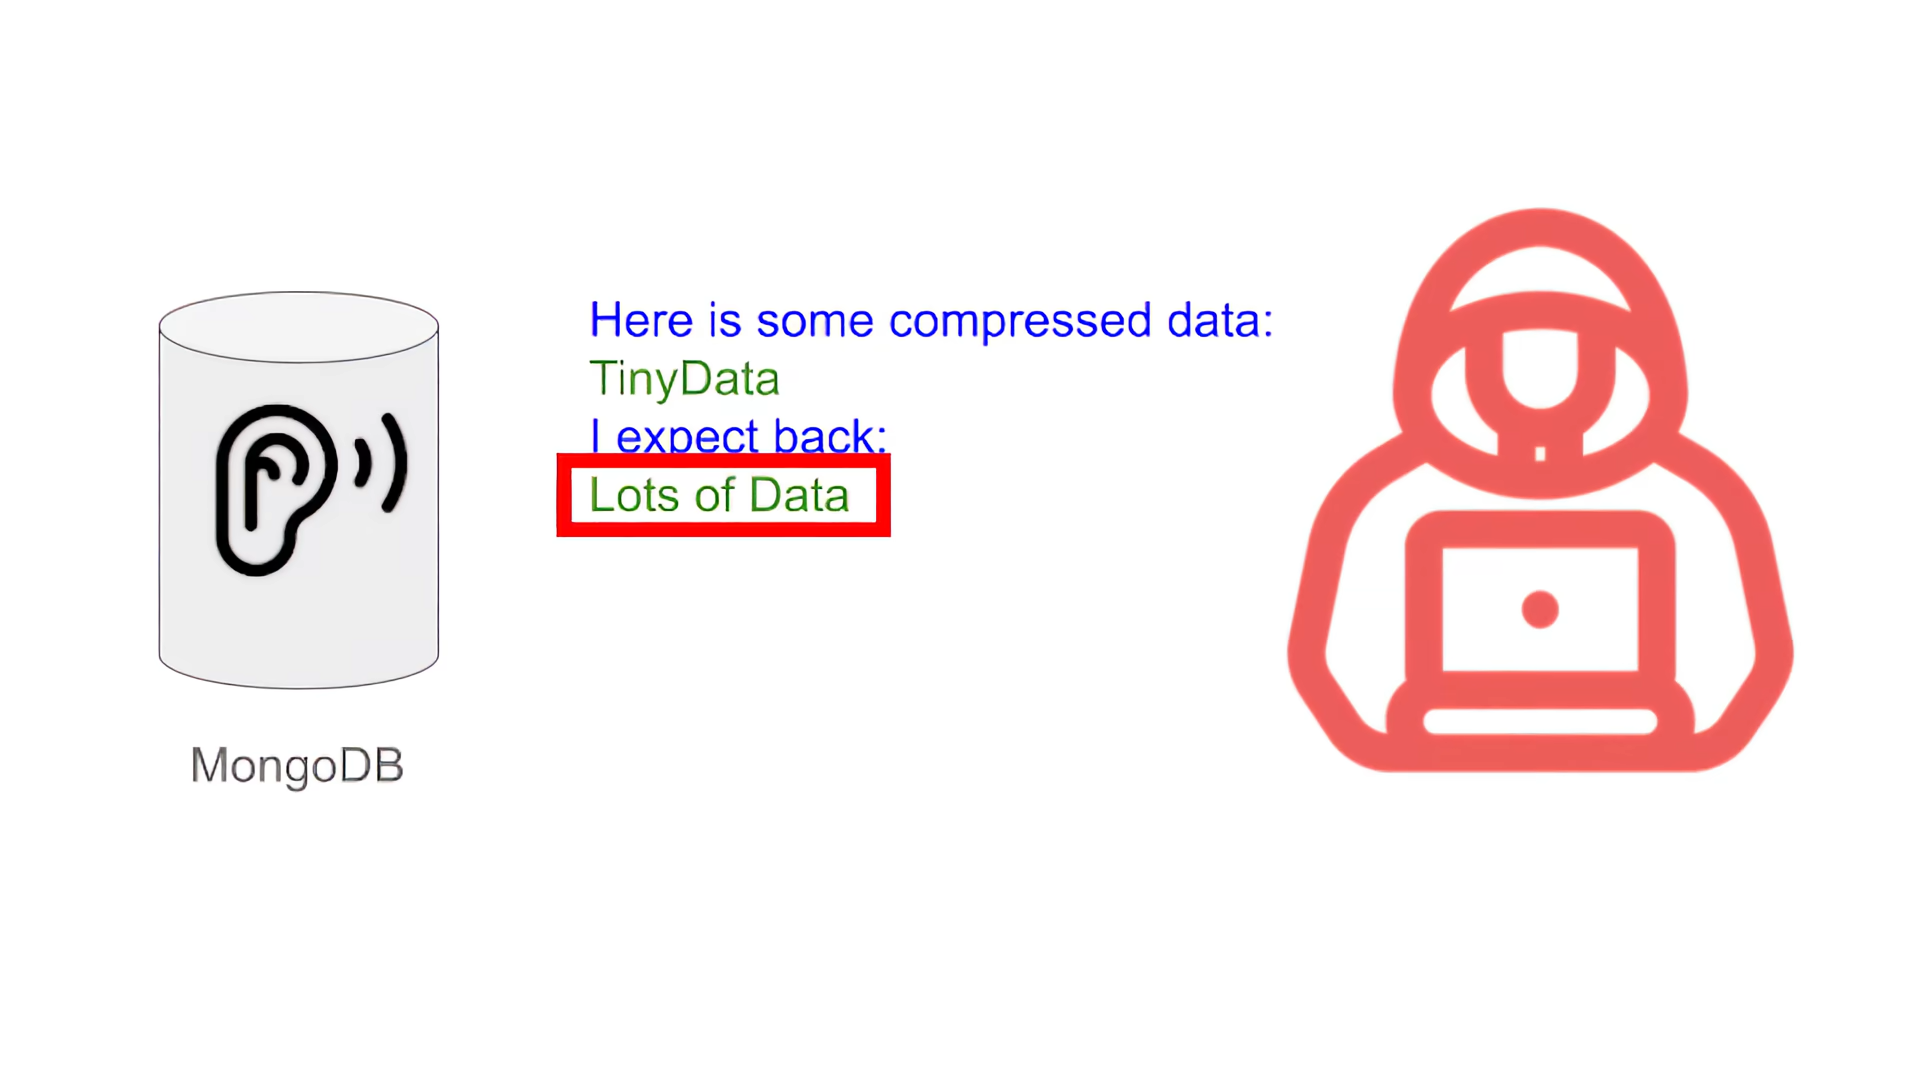 Here is some compressed data:
TinyData
I expect back:
Lots of Data
MongoDB